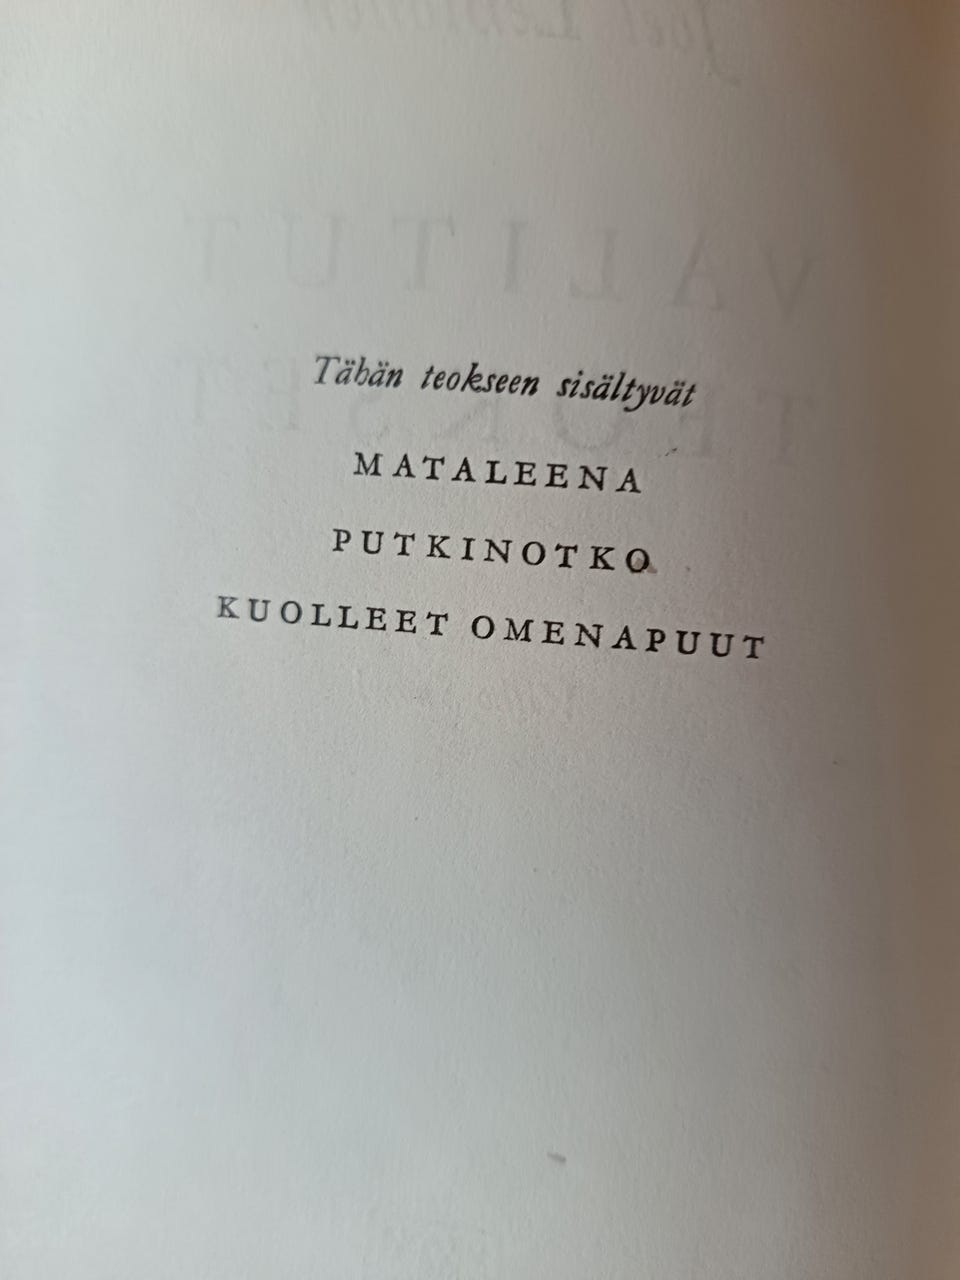 Tähän teokseen sisältyvät
MATALEENA
PUTKINOTKO
KUOLLEET OMENAPUUT